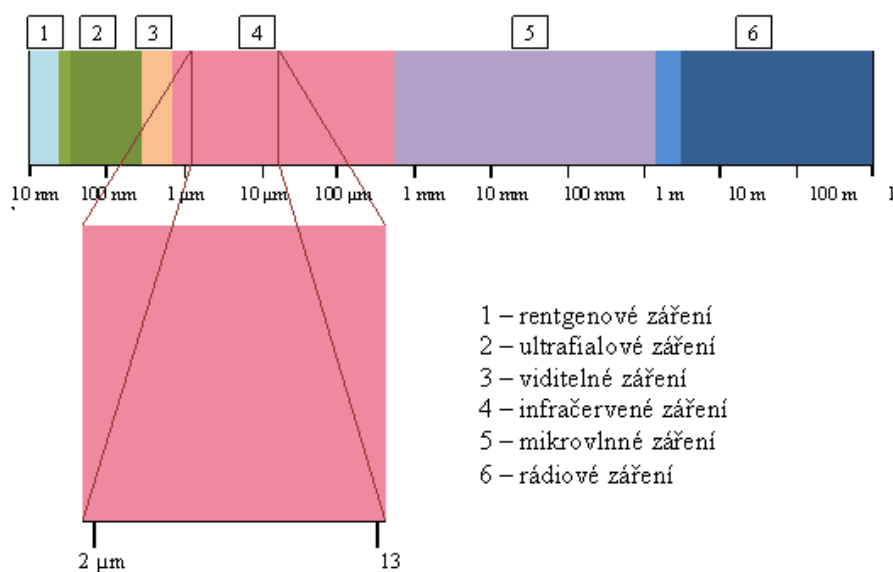 1 2 3 4 5 6
10 nm 100 nm 1 µm 10 µm 100 µm 1 mm 10 mm 100 mm 1 m 10 m 100 m 1
1 – rentgenové záření
2 – ultrafialové záření
3 – viditelné záření
4 – infračervené záření
5 – mikrovlnné záření
6 – rádiové záření
2 µm 13